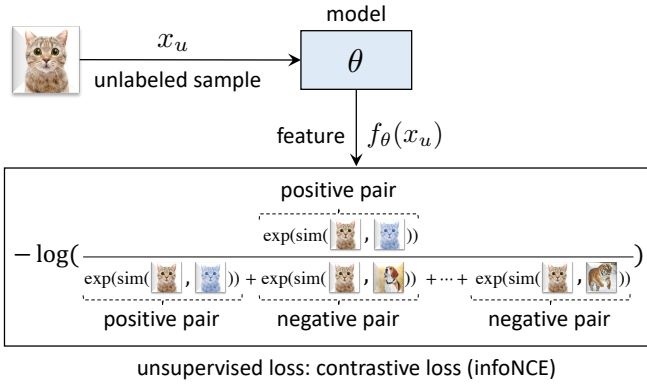 model
x_u
θ
unlabeled sample
feature f_θ(x_u)
positive pair
exp(sim( , ))
− log( )
exp(sim( , )) + exp(sim( , )) + ··· + exp(sim( , ))
positive pair negative pair negative pair
unsupervised loss: contrastive loss (infoNCE)